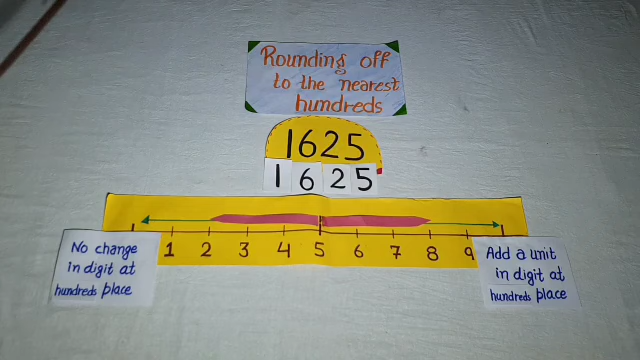 Rounding off
to the nearest
hundreds
1625
1 6 2 5
1 2 3 4 5 6 7 8 9
No change
in digit at
hundreds place
Add a unit
in digit at
hundreds place